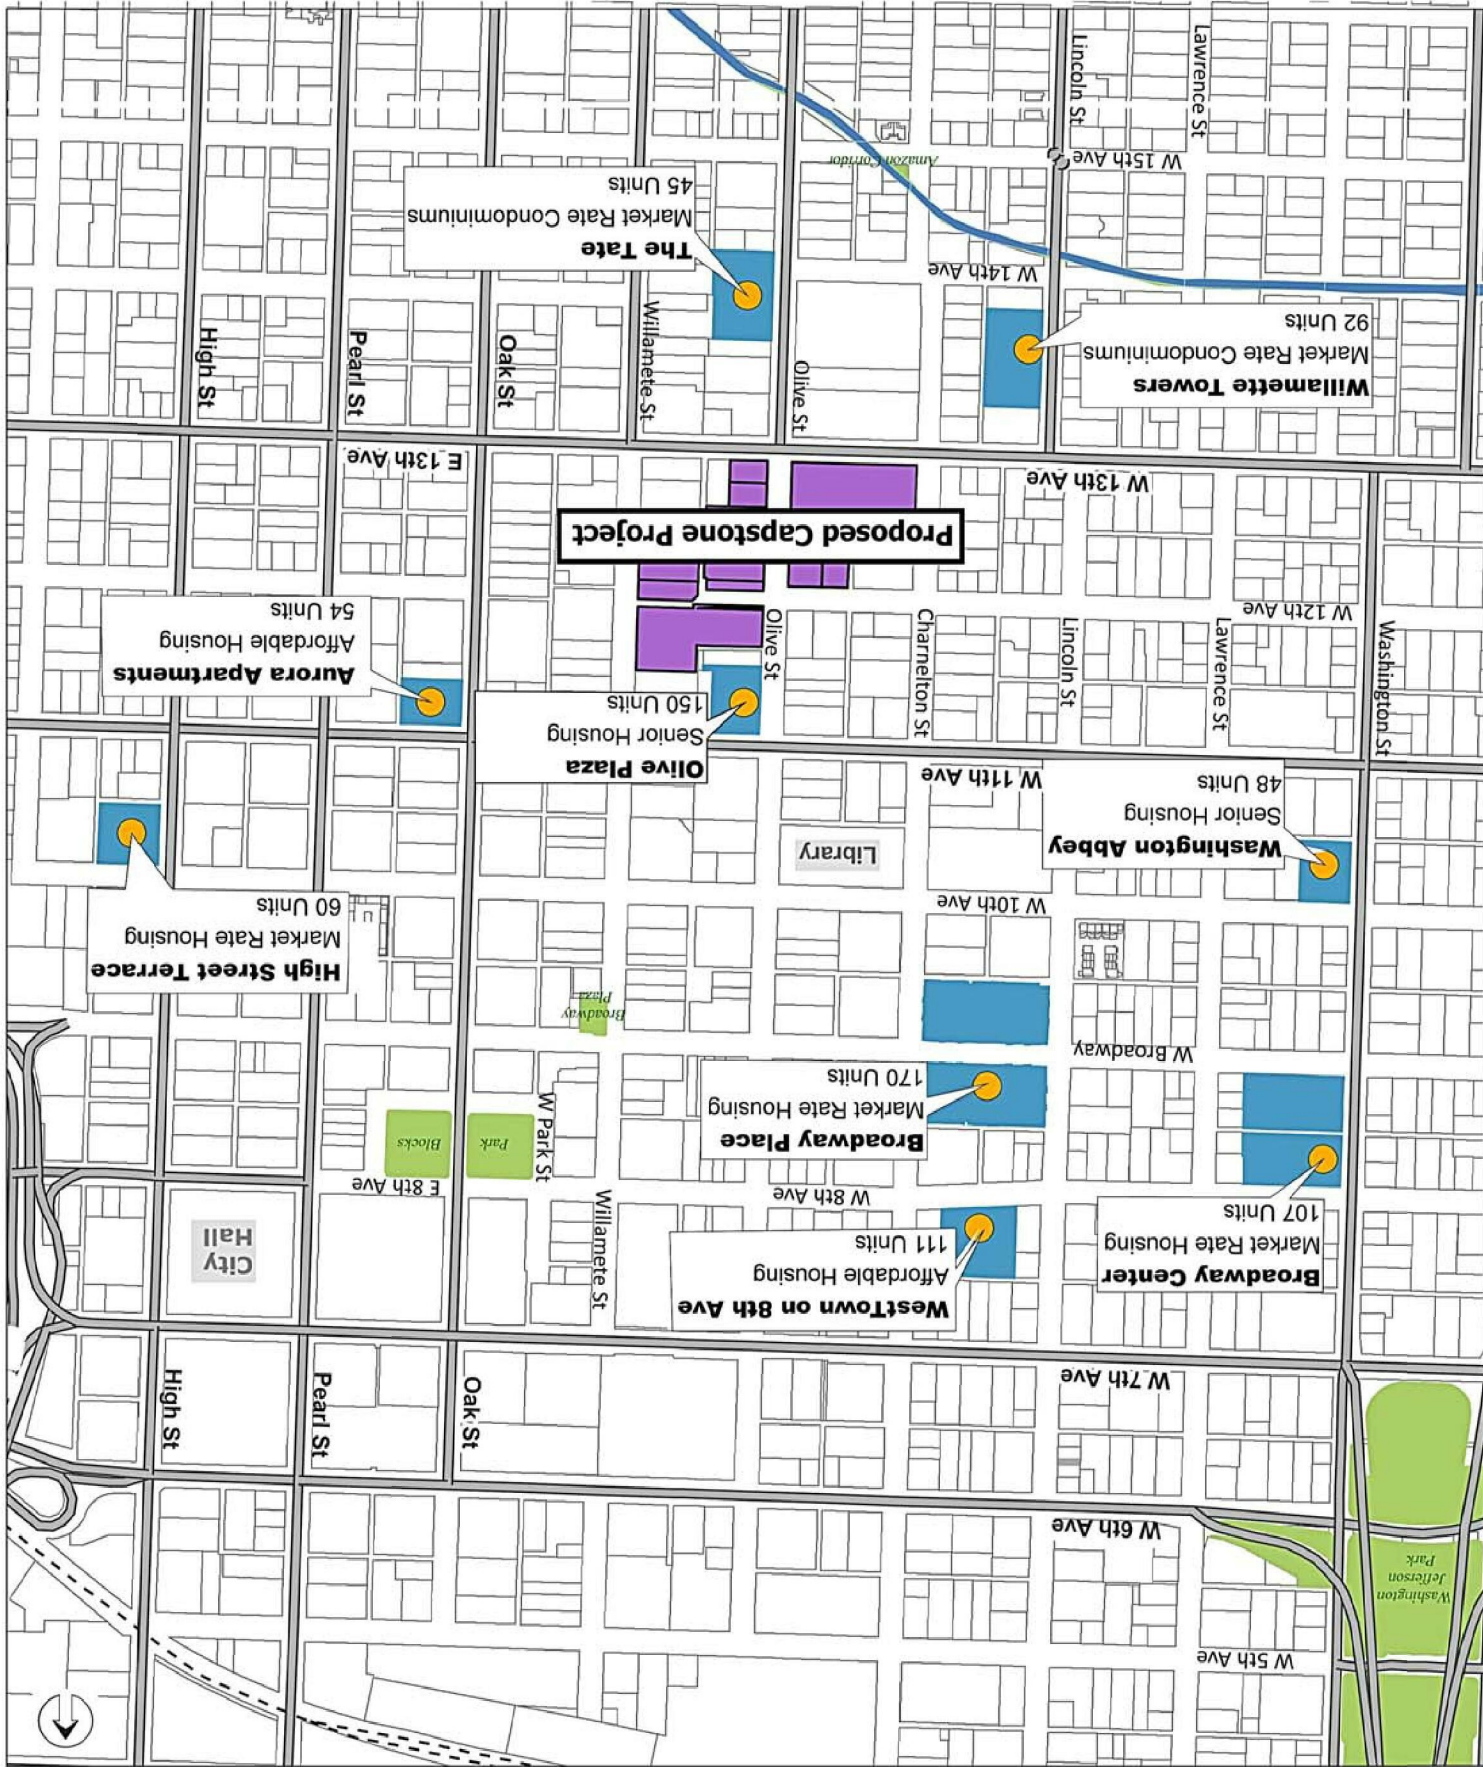 W 5th Ave
Washington
Jefferson
Park
W 6th Ave
W 7th Ave
Oak St
Pearl St
High St
Broadway Center
Market Rate Housing
107 Units
WestTown on 8th Ave
Affordable Housing
111 Units
Willamete St
City
Hall
W 8th Ave
E 8th Ave
Broadway Place
Market Rate Housing
170 Units
W Park St
Park
Blocks
W Broadway
Broadway
Plaza
High Street Terrace
Market Rate Housing
60 Units
W 10th Ave
Washington Abbey
Senior Housing
48 Units
Library
W 11th Ave
Olive Plaza
Senior Housing
150 Units
Washington St
Lawrence St
Lincoln St
Charnelton St
Olive St
Aurora Apartments
Affordable Housing
54 Units
W 12th Ave
Proposed Capstone Project
W 13th Ave
E 13th Ave
Willamette Towers
Market Rate Condominiums
92 Units
Olive St
Willamete St
Oak St
Pearl St
High St
W 14th Ave
The Tate
Market Rate Condominiums
45 Units
W 15th Ave
Amazon Corridor
Lawrence St
Lincoln St